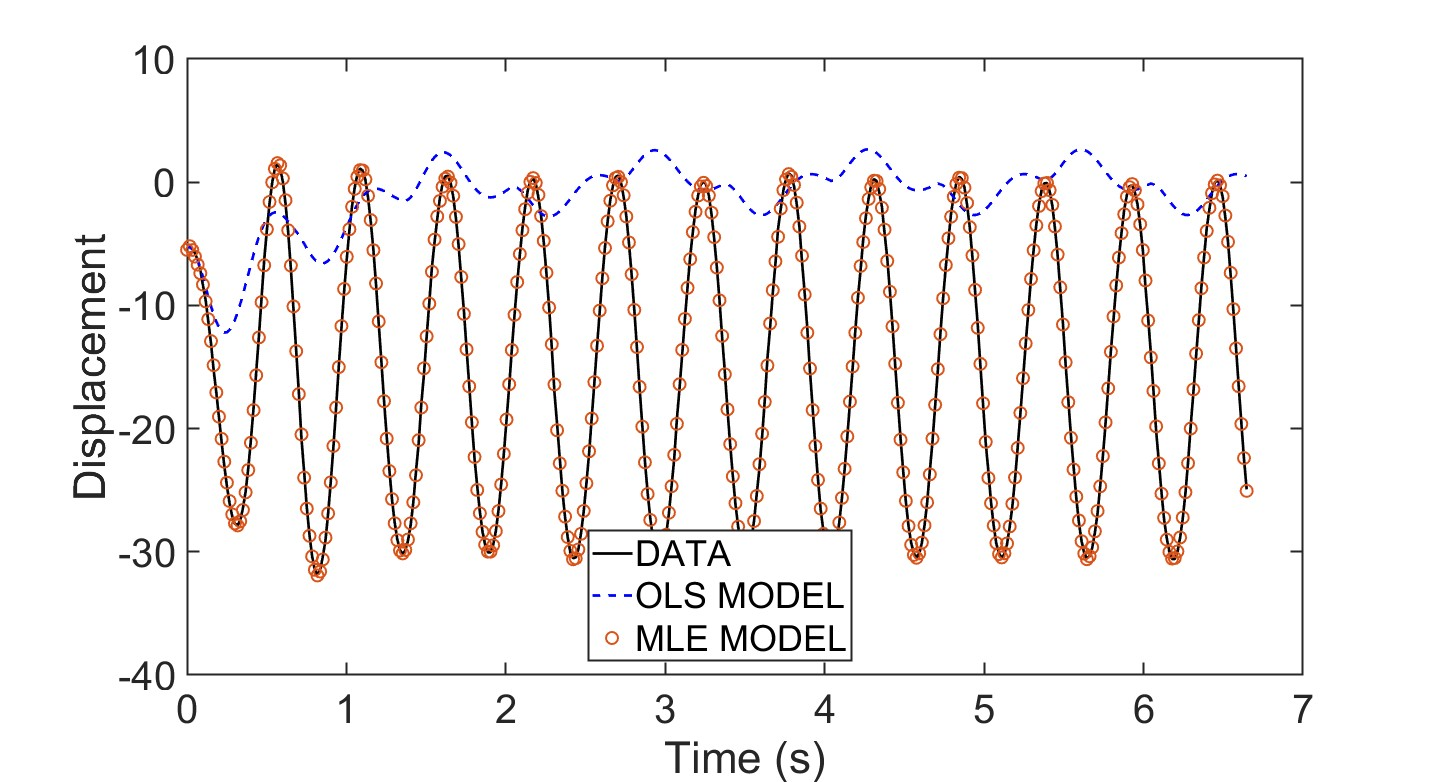 10
0
-10
-20
-30
-40
Displacement
DATA
OLS MODEL
MLE MODEL
0 1 2 3 4 5 6 7
Time (s)